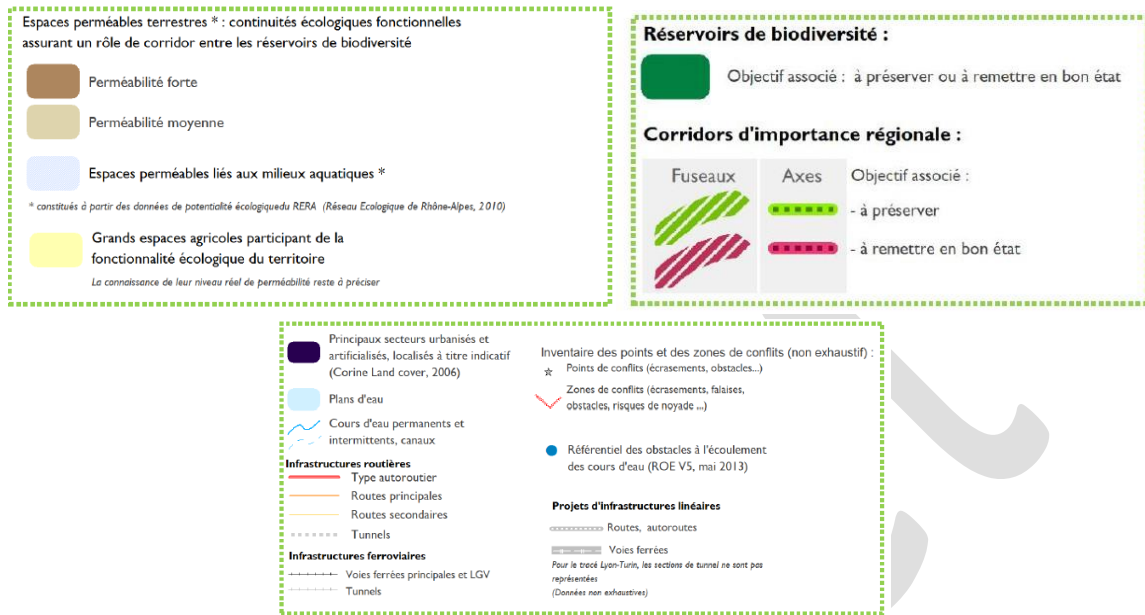 Espaces perméables terrestres * : continuités écologiques fonctionnelles
assurant un rôle de corridor entre les réservoirs de biodiversité
Perméabilité forte
Perméabilité moyenne
Espaces perméables liés aux milieux aquatiques *
* constitués à partir des données de potentialité écologiquedu RERA (Réseau Ecologique de Rhône-Alpes, 2010)
Grands espaces agricoles participant de la
fonctionnalité écologique du territoire
La connaissance de leur niveau réel de perméabilité reste à préciser
Réservoirs de biodiversité :
Objectif associé : à préserver ou à remettre en bon état
Corridors d'importance régionale :
Fuseaux Axes Objectif associé :
- à préserver
- à remettre en bon état
Principaux secteurs urbanisés et
artificialisés, localisés à titre indicatif
(Corine Land cover, 2006)
Plans d'eau
Cours d'eau permanents et
intermittents, canaux
Infrastructures routières
Type autoroutier
Routes principales
Routes secondaires
Tunnels
Infrastructures ferroviaires
Voies ferrées principales et LGV
Tunnels
Inventaire des points et des zones de conflits (non exhaustif) :
Points de conflits (écrasements, obstacles...)
Zones de conflits (écrasements, falaises,
obstacles, risques de noyade ...)
Référentiel des obstacles à l'écoulement
des cours d'eau (ROE V5, mai 2013)
Projets d'infrastructures linéaires
Routes, autoroutes
Voies ferrées
Pour le tracé Lyon-Turin, les sections de tunnel ne sont pas
représentées
(Données non exhaustives)